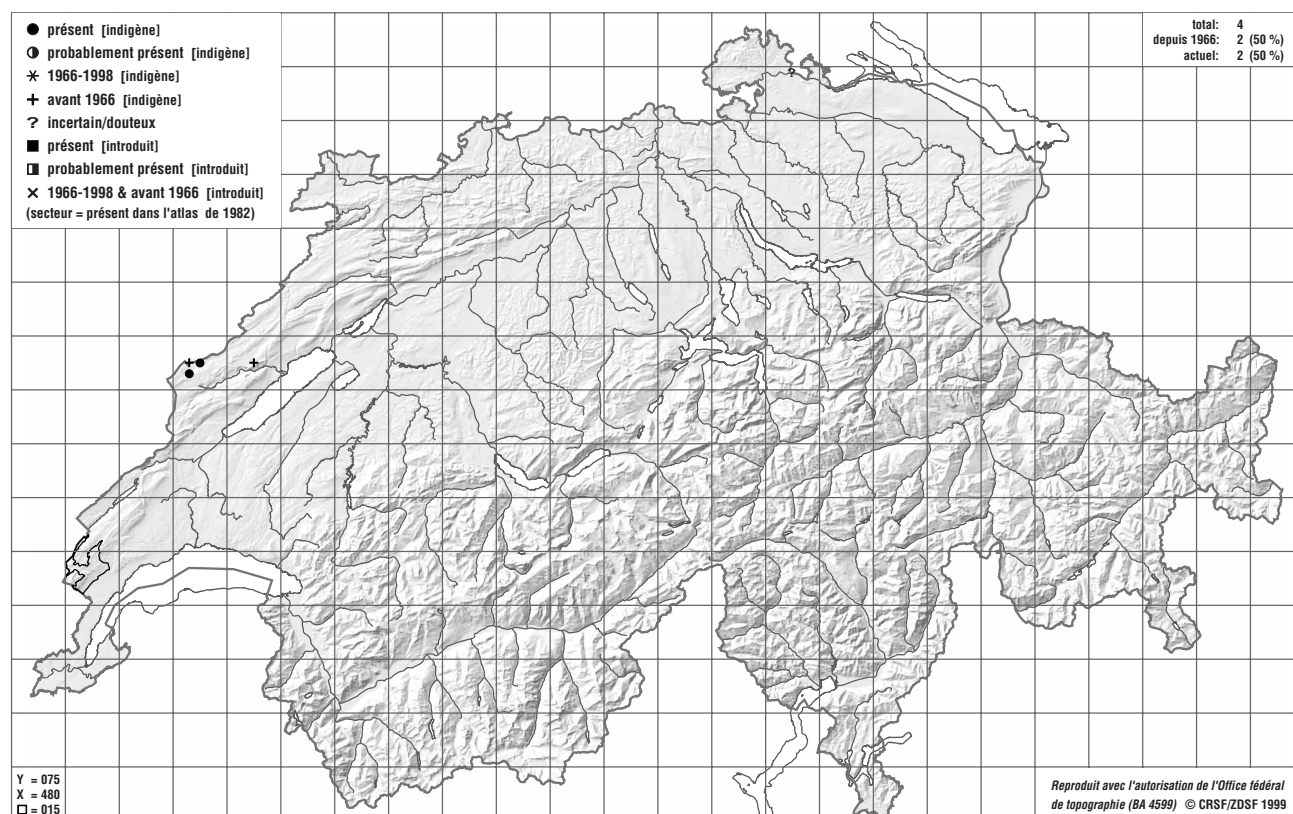 ● présent [indigène]
◑ probablement présent [indigène]
✳ 1966-1998 [indigène]
+ avant 1966 [indigène]
? incertain/douteux
■ présent [introduit]
◨ probablement présent [introduit]
× 1966-1998 & avant 1966 [introduit]
(secteur = présent dans l'atlas de 1982)
total: 4
depuis 1966: 2 (50 %)
actuel: 2 (50 %)
?
Y = 075
X = 480
□ = 015
Reproduit avec l'autorisation de l'Office fédéral
de topographie (BA 4599) © CRSF/ZDSF 1999